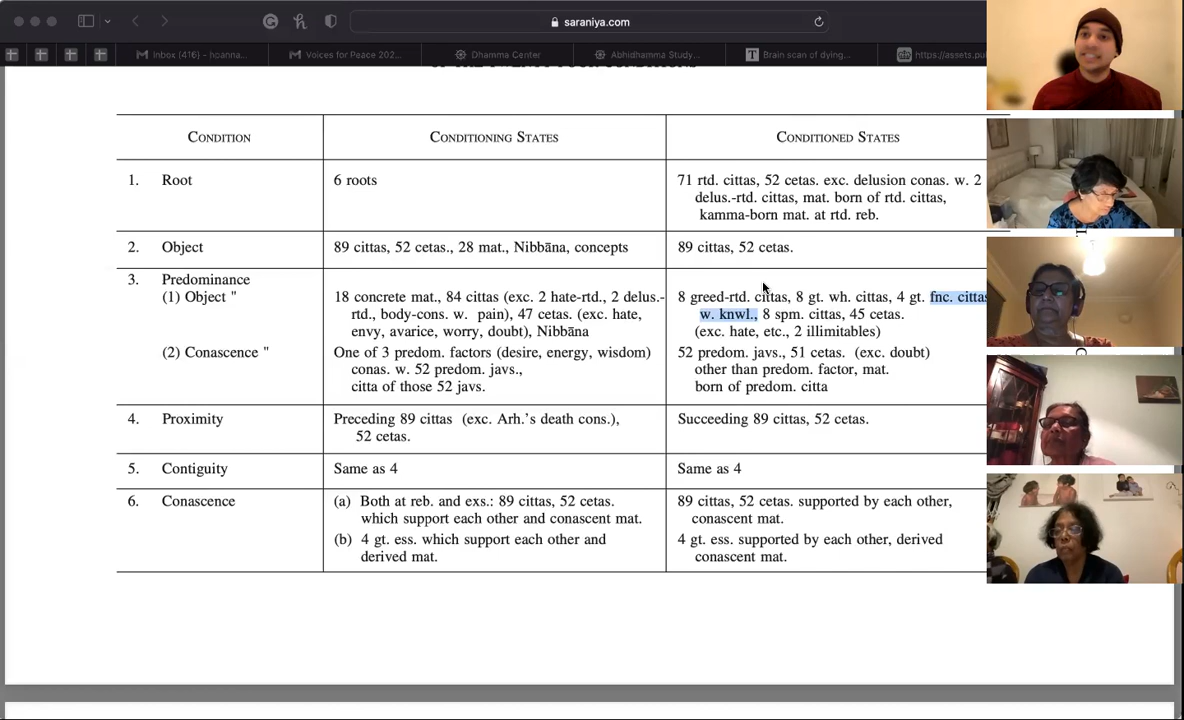 saraniya.com
Inbox (416) – hoanna...
Voices for Peace 202...
Dhamma Center
Abhidhamma Study...
Brain scan of dying...
https://assets.pu
CONDITION CONDITIONING STATES CONDITIONED STATES
1. Root 6 roots 71 rtd. cittas, 52 cetas. exc. delusion conas. w. 2
delus.-rtd. cittas, mat. born of rtd. cittas,
kamma-born mat. at rtd. reb.
2. Object 89 cittas, 52 cetas., 28 mat., Nibbāna, concepts 89 cittas, 52 cetas.
3. Predominance
(1) Object " 18 concrete mat., 84 cittas (exc. 2 hate-rtd., 2 delus.- 8 greed-rtd. cittas, 8 gt. wh. cittas, 4 gt. fnc. cittas
rtd., body-cons. w. pain), 47 cetas. (exc. hate, w. knwl., 8 spm. cittas, 45 cetas.
envy, avarice, worry, doubt), Nibbāna (exc. hate, etc., 2 illimitables)
(2) Conascence " One of 3 predom. factors (desire, energy, wisdom) 52 predom. javs., 51 cetas. (exc. doubt)
conas. w. 52 predom. javs., other than predom. factor, mat.
citta of those 52 javs. born of predom. citta
4. Proximity Preceding 89 cittas (exc. Arh.'s death cons.), Succeeding 89 cittas, 52 cetas.
52 cetas.
5. Contiguity Same as 4 Same as 4
6. Conascence (a) Both at reb. and exs.: 89 cittas, 52 cetas. 89 cittas, 52 cetas. supported by each other,
which support each other and conascent mat. conascent mat.
(b) 4 gt. ess. which support each other and 4 gt. ess. supported by each other, derived
derived mat. conascent mat.